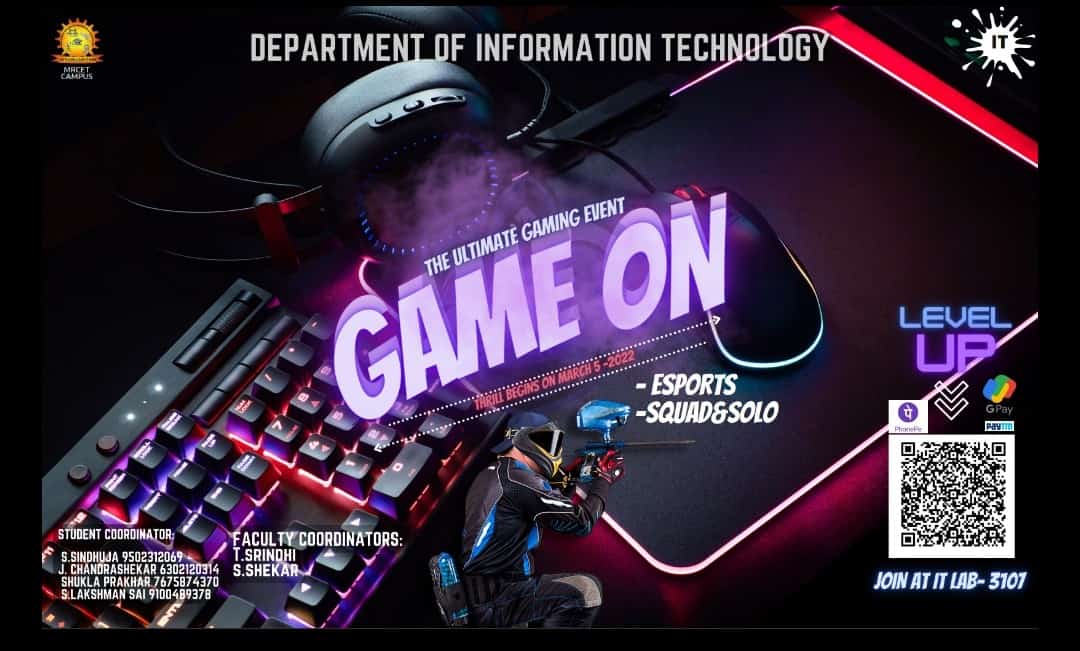 MRCET
CAMPUS
DEPARTMENT OF INFORMATION TECHNOLOGY
IT
THE ULTIMATE GAMING EVENT
GAME ON
THRILL BEGINS ON MARCH 5 -2022
- ESPORTS
-SQUAD&SOLO
LEVEL
UP
PhonePe
G Pay
PAYTM
JOIN AT IT LAB- 3107
STUDENT COORDINATOR:
S.SINDHUJA 9502312069 -
J. CHANDRASHEKAR 6302120314
SHUKLA PRAKHAR 7675874370
S.LAKSHMAN SAI 9100489378
FACULTY COORDINATORS:
T.SRINDHI
S.SHEKAR